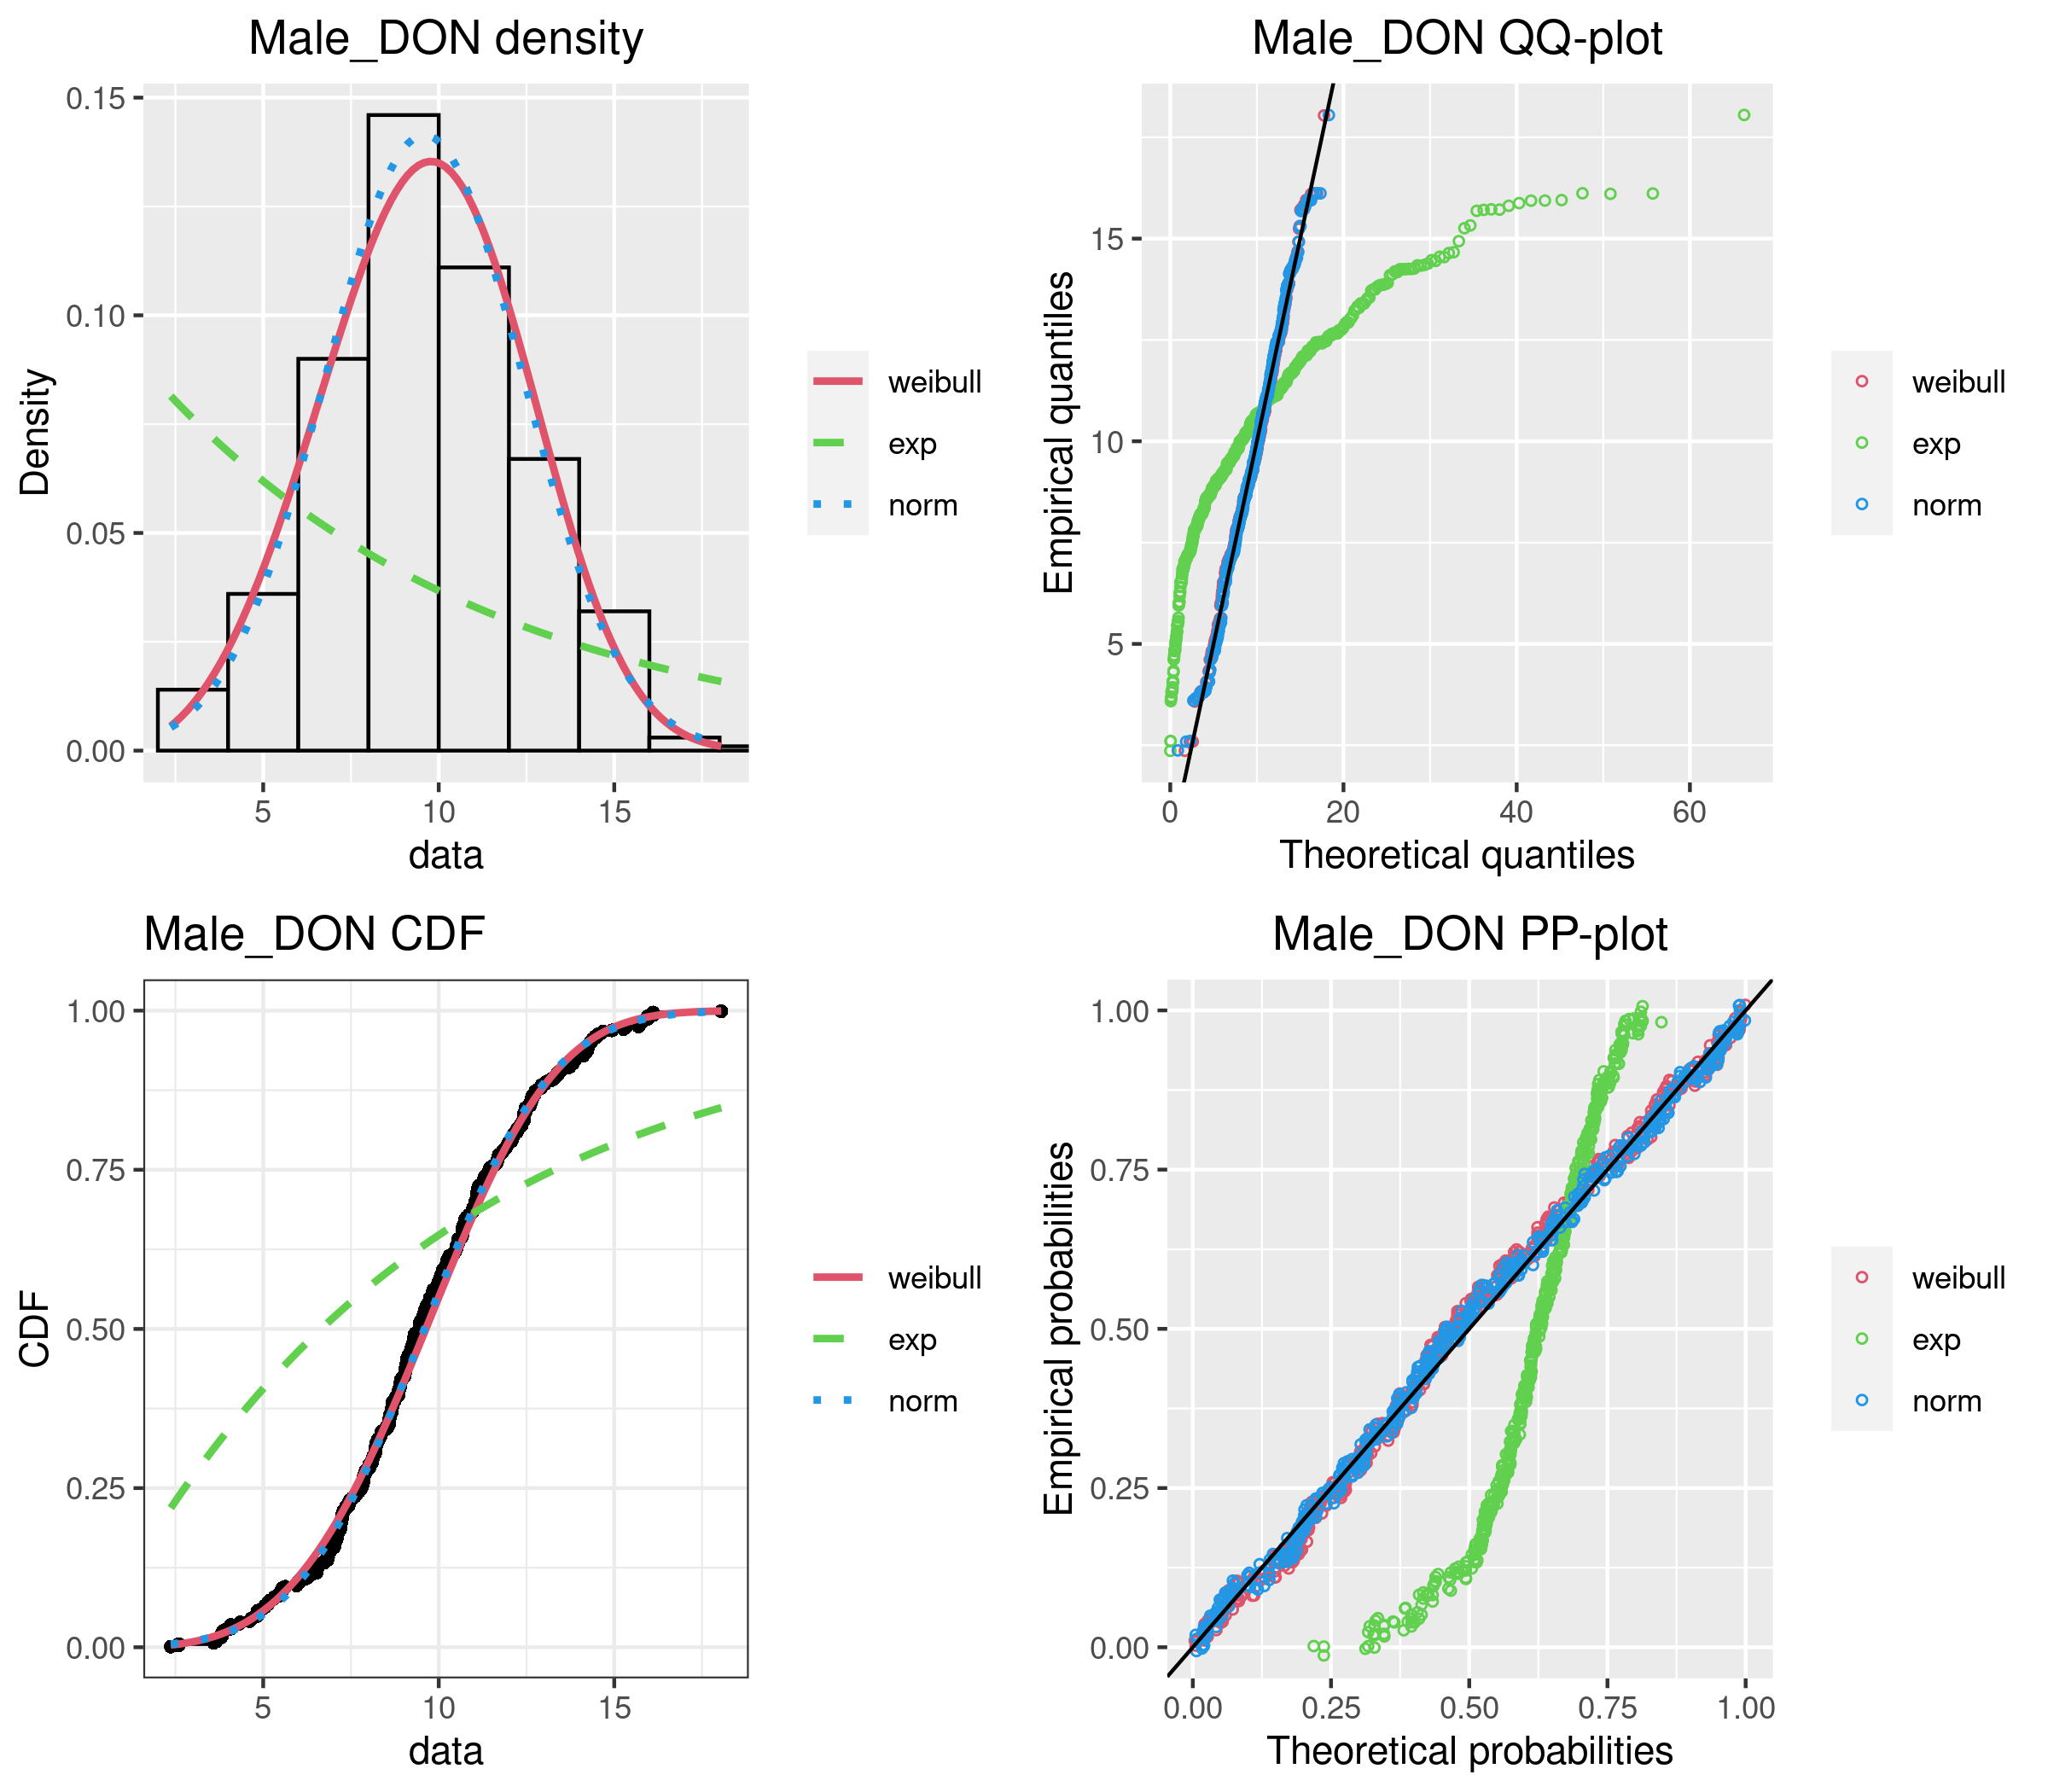 Male_DON density
0.15
0.10
0.05
0.00
Density
5 10 15
data
weibull
exp
norm
Male_DON QQ-plot
15
10
5
Empirical quantiles
0 20 40 60
Theoretical quantiles
weibull
exp
norm
Male_DON CDF
1.00
0.75
0.50
0.25
0.00
CDF
5 10 15
data
weibull
exp
norm
Male_DON PP-plot
1.00
0.75
0.50
0.25
0.00
Empirical probabilities
0.00 0.25 0.50 0.75 1.00
Theoretical probabilities
weibull
exp
norm